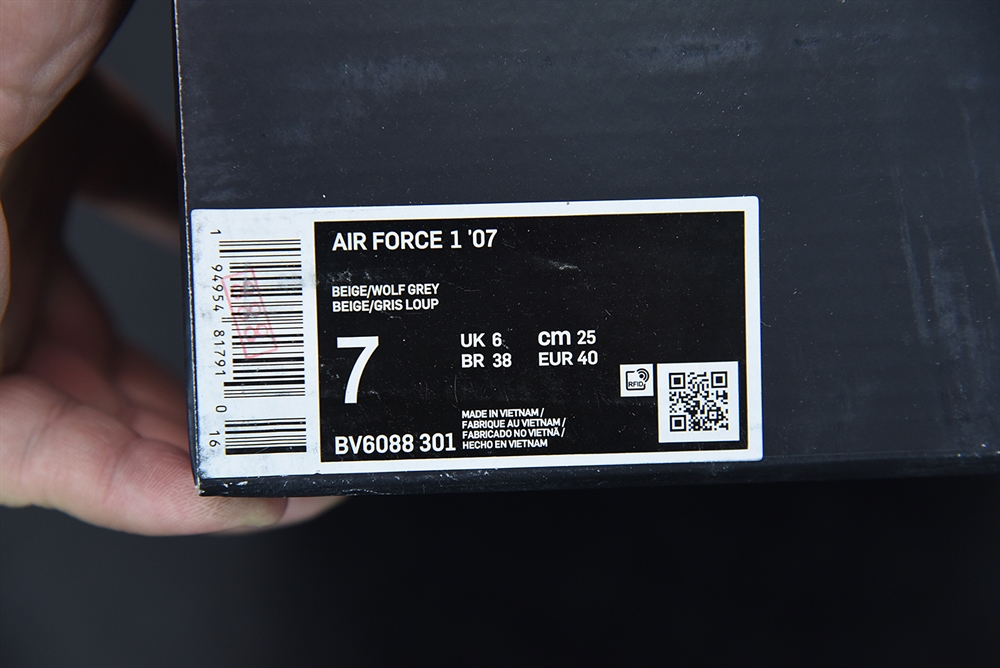 AIR FORCE 1 '07
BEIGE/WOLF GREY
BEIGE/GRIS LOUP
7
UK 6 cm 25
BR 38 EUR 40
RFID
MADE IN VIETNAM /
FABRIQUE AU VIETNAM /
FABRICADO NO VIETNÃ /
HECHO EN VIETNAM
BV6088 301
1 94954 81791 0 16